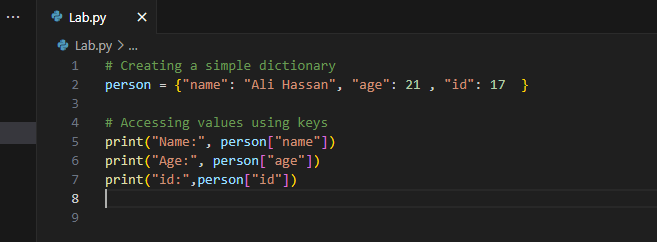 ... Lab.py ×
Lab.py > ...
1 # Creating a simple dictionary
2 person = {"name": "Ali Hassan", "age": 21 , "id": 17  }
3
4 # Accessing values using keys
5 print("Name:", person["name"])
6 print("Age:", person["age"])
7 print("id:",person["id"])
8
9